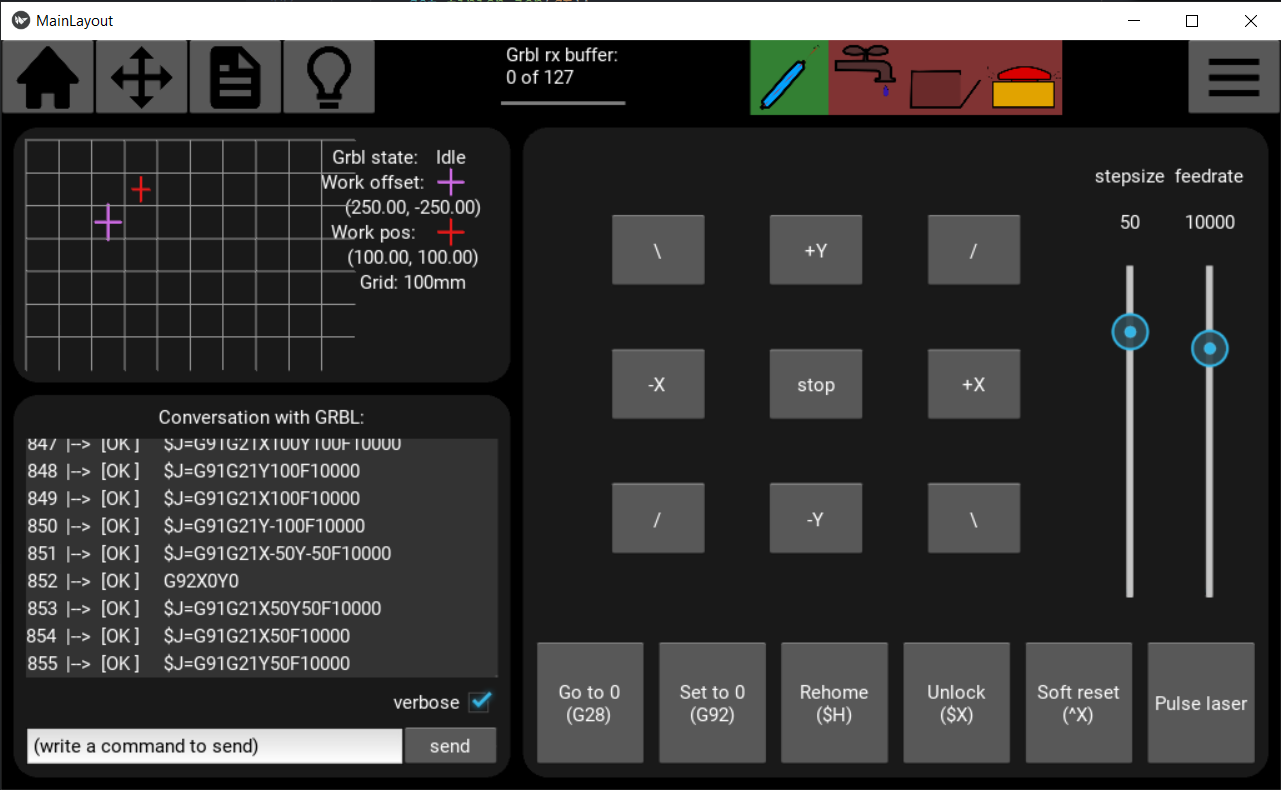 MainLayout
Grbl rx buffer:
0 of 127
Grbl state: Idle
Work offset:
(250.00, -250.00)
Work pos:
(100.00, 100.00)
Grid: 100mm
Conversation with GRBL:
847 |--> [OK ] $J=G91G21X100Y100F10000
848 |--> [OK ] $J=G91G21Y100F10000
849 |--> [OK ] $J=G91G21X100F10000
850 |--> [OK ] $J=G91G21Y-100F10000
851 |--> [OK ] $J=G91G21X-50Y-50F10000
852 |--> [OK ] G92X0Y0
853 |--> [OK ] $J=G91G21X50Y50F10000
854 |--> [OK ] $J=G91G21X50F10000
855 |--> [OK ] $J=G91G21Y50F10000
verbose
(write a command to send) send
stepsize feedrate
50 10000
\ +Y /
-X stop +X
/ -Y \
Go to 0
(G28)
Set to 0
(G92)
Rehome
($H)
Unlock
($X)
Soft reset
(^X)
Pulse laser